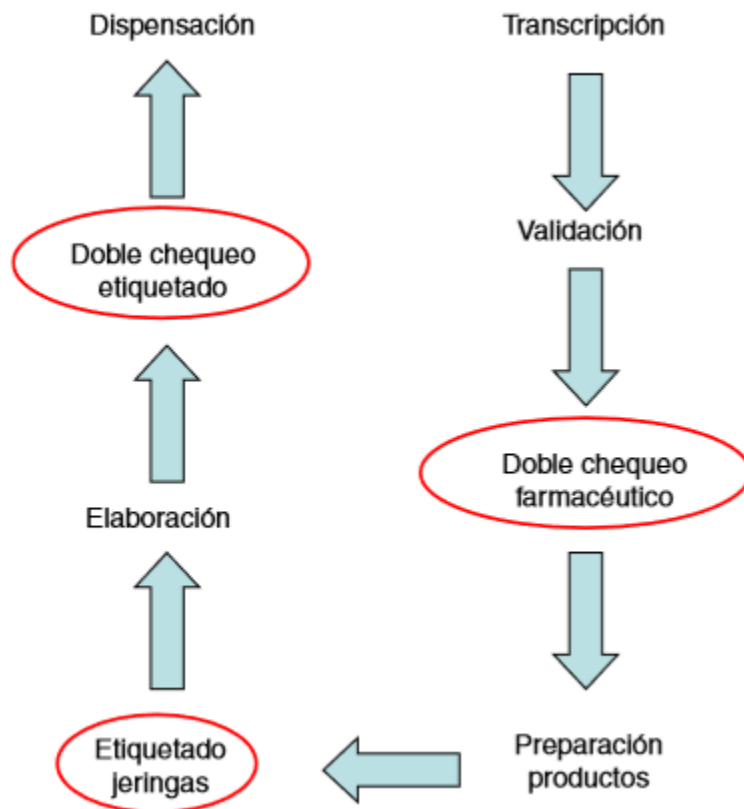 Dispensación
Transcripción
Validación
Doble chequeo
etiquetado
Doble chequeo
farmacéutico
Elaboración
Etiquetado
jeringas
Preparación
productos